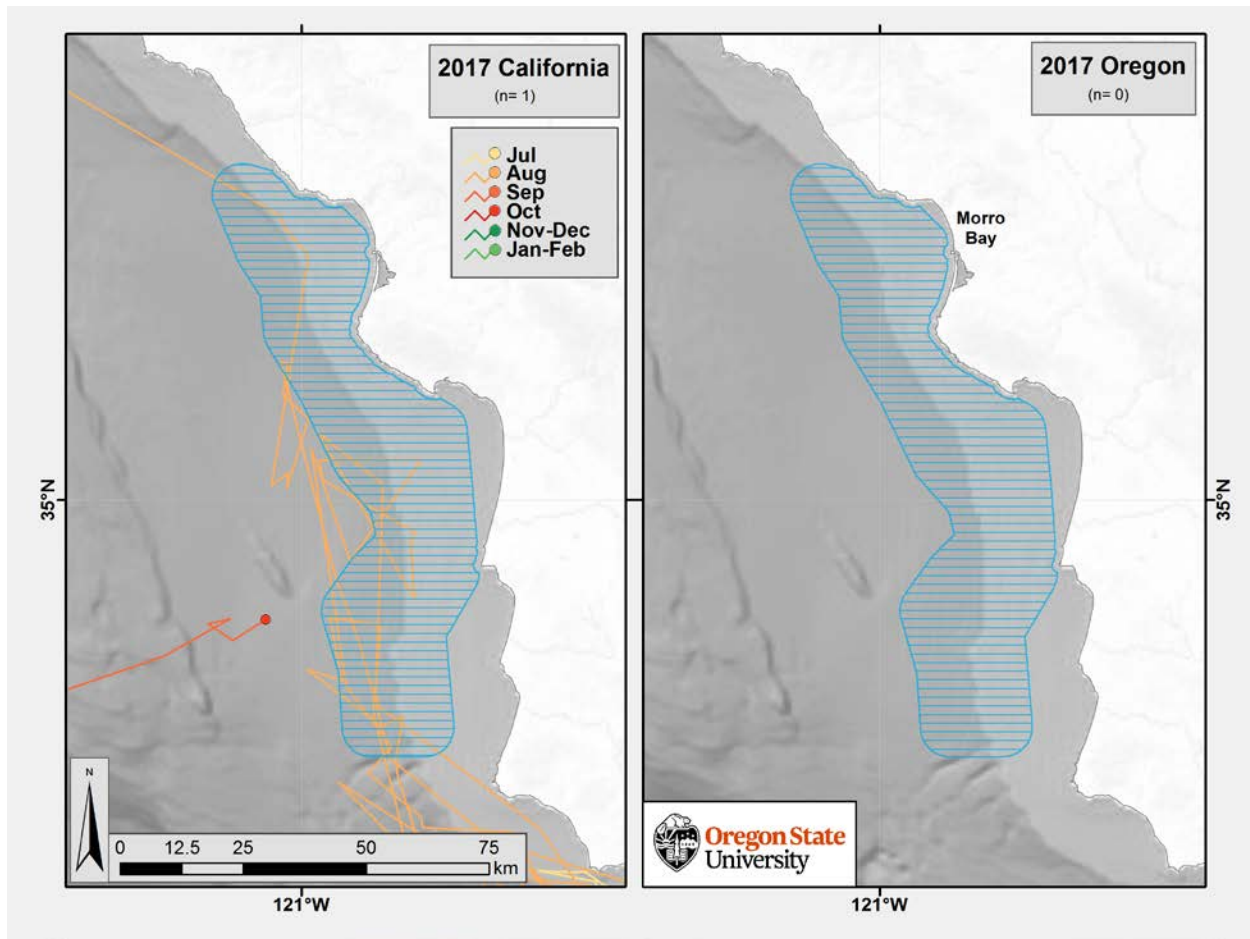 2017 California
(n= 1)
Jul
Aug
Sep
Oct
Nov-Dec
Jan-Feb
35°N
N
0 12.5 25 50 75
km
121°W
2017 Oregon
(n= 0)
Morro
Bay
35°N
Oregon State
University
121°W